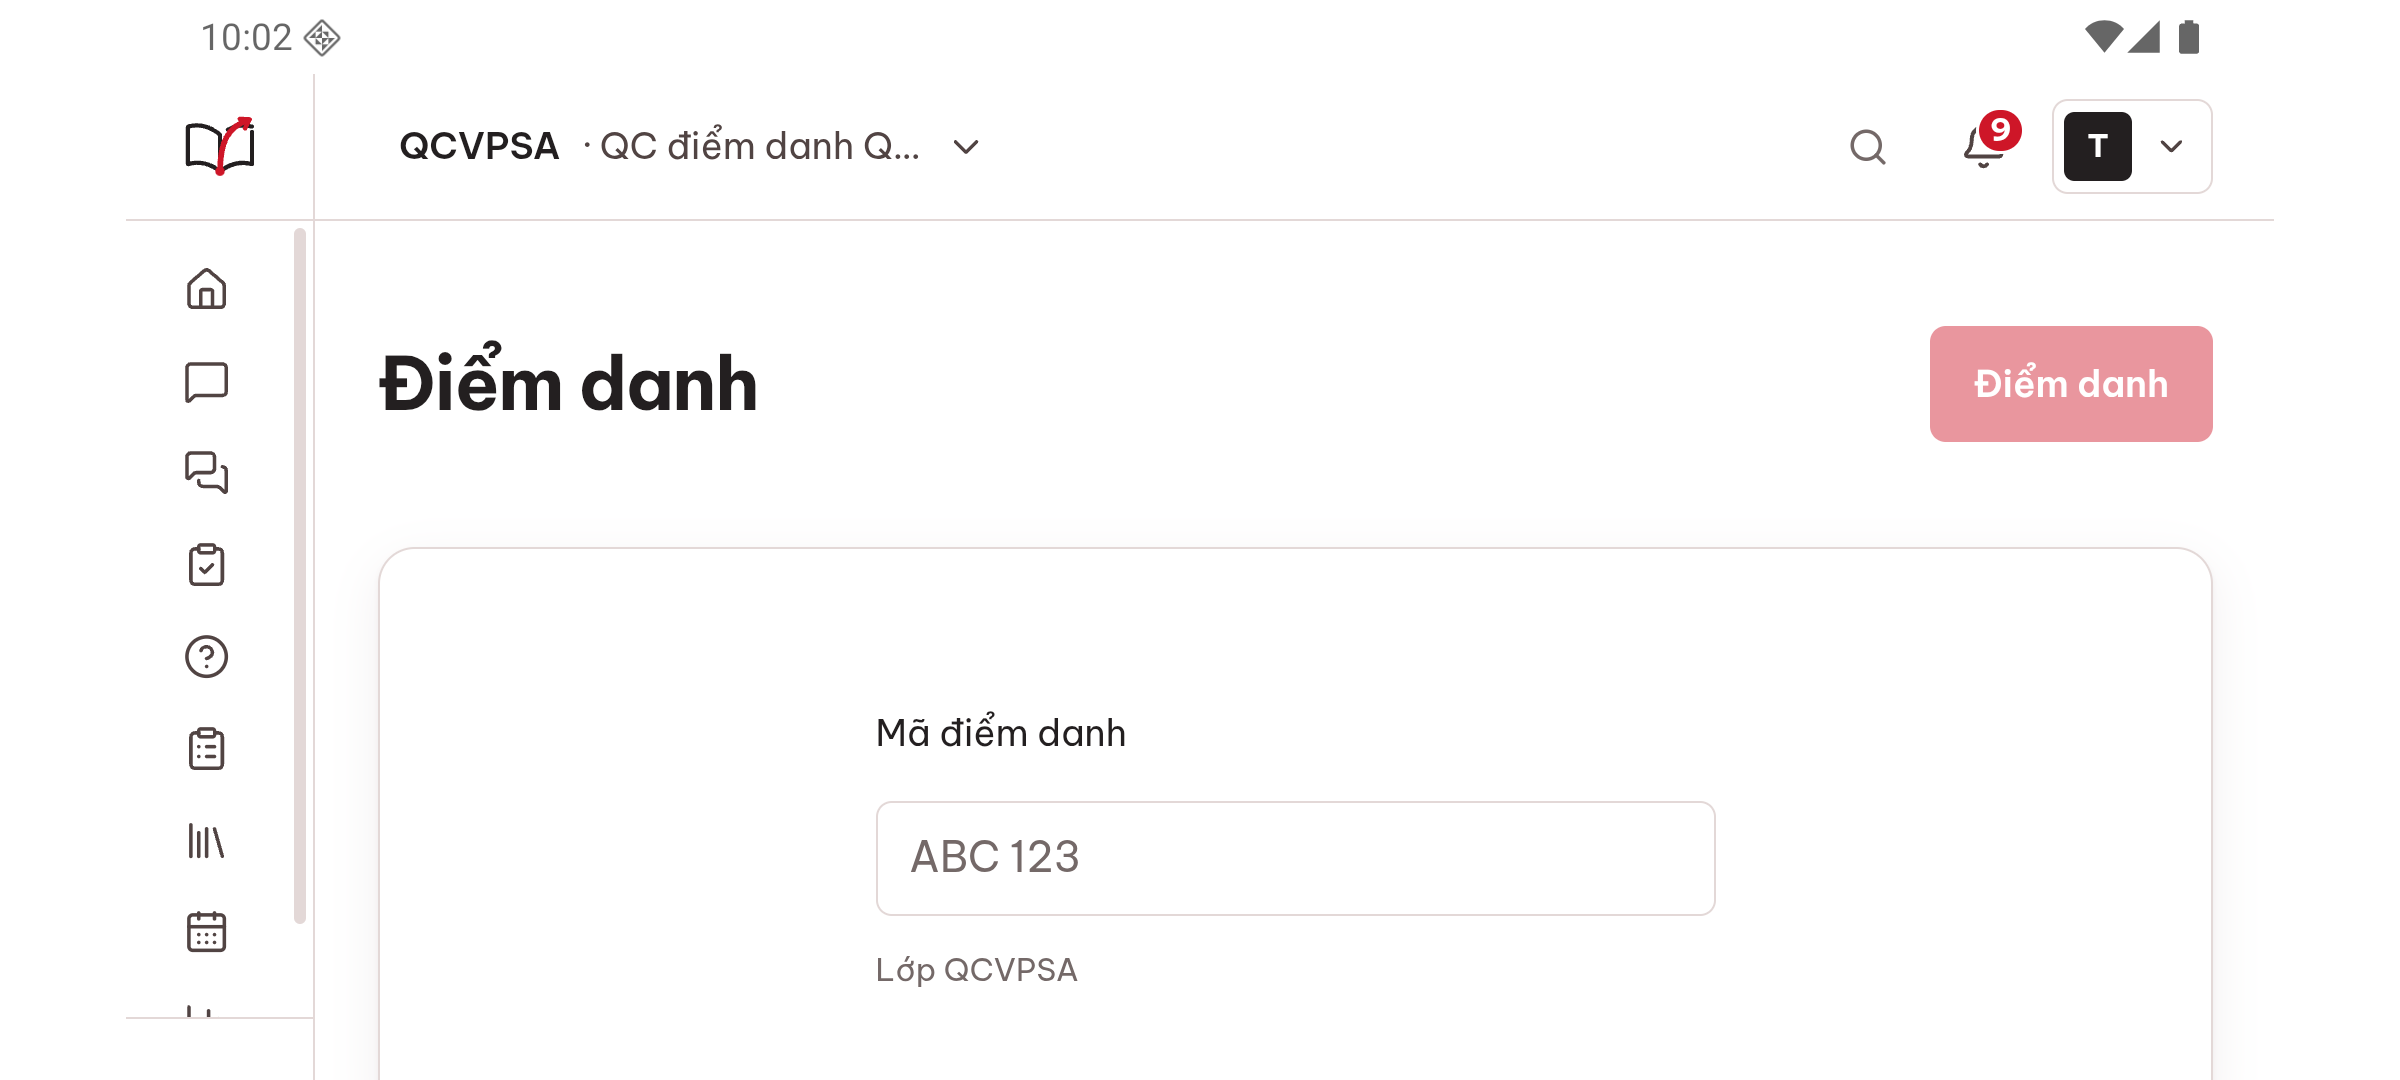 10:02
QCVPSA · QC điểm danh Q...
9
T
Điểm danh
Điểm danh
Mã điểm danh
ABC 123
Lớp QCVPSA